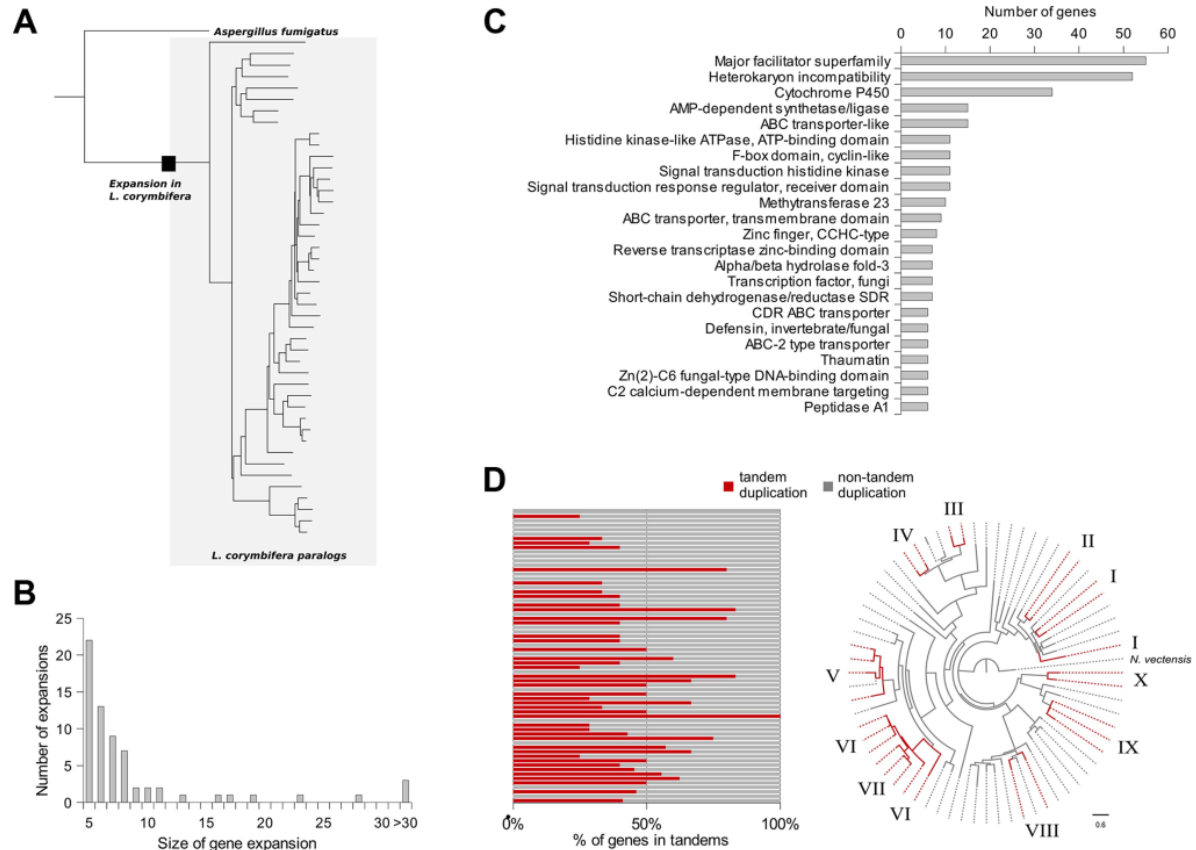 A
Aspergillus fumigatus
Expansion in
L. corymbifera
L. corymbifera paralogs
B
Number of expansions
25
20
15
10
5
0
5
10
15
20
25
30
>30
Size of gene expansion
C
Number of genes
0
10
20
30
40
50
60
Major facilitator superfamily
Heterokaryon incompatibility
Cytochrome P450
AMP-dependent synthetase/ligase
ABC transporter-like
Histidine kinase-like ATPase, ATP-binding domain
F-box domain, cyclin-like
Signal transduction histidine kinase
Signal transduction response regulator, receiver domain
Methytransferase 23
ABC transporter, transmembrane domain
Zinc finger, CCHC-type
Reverse transcriptase zinc-binding domain
Alpha/beta hydrolase fold-3
Transcription factor, fungi
Short-chain dehydrogenase/reductase SDR
CDR ABC transporter
Defensin, invertebrate/fungal
ABC-2 type transporter
Thaumatin
Zn(2)-C6 fungal-type DNA-binding domain
C2 calcium-dependent membrane targeting
Peptidase A1
D
tandem
duplication
non-tandem
duplication
0%
50%
100%
% of genes in tandems
III
IV
II
I
I
N. vectensis
X
V
IX
VI
VII
VI
VIII
0.6